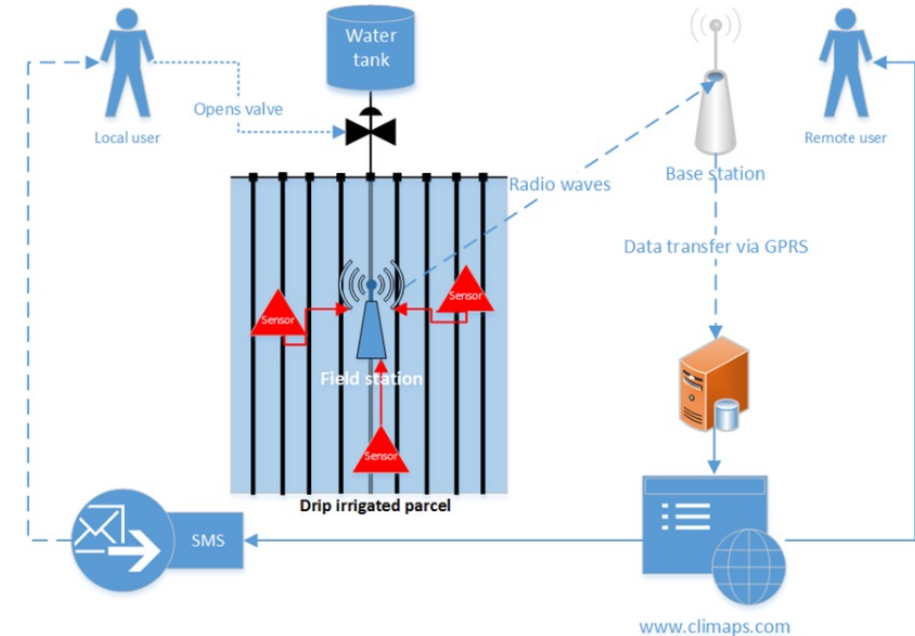 Water
tank
Opens valve
Local user
Remote user
Base station
Radio waves
Data transfer via GPRS
Sensor
Sensor
Field station
Sensor
Drip irrigated parcel
SMS
www.climaps.com